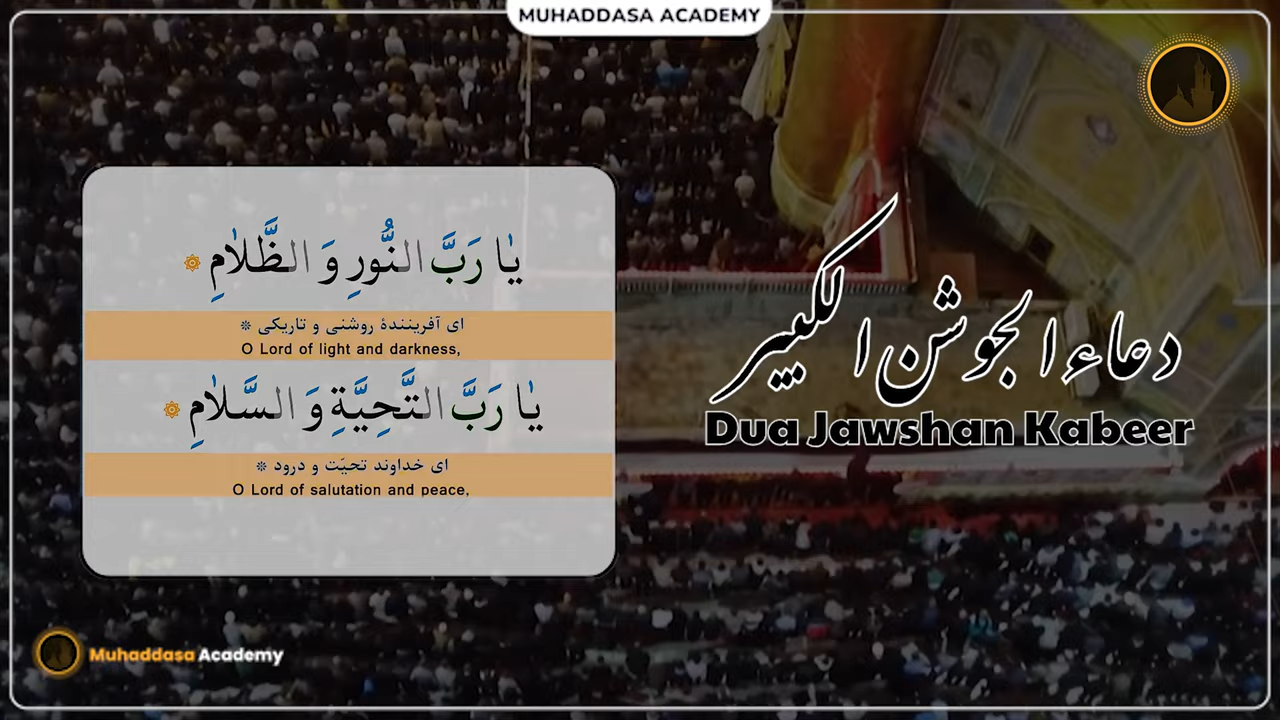 MUHADDASA ACADEMY
يٰا رَبَّ النُّورِ وَ الظَّلاٰمِ ۞
ای آفرینندهٔ روشنی و تاریکی ❊
O Lord of light and darkness,
يٰا رَبَّ التَّحِيَّةِ وَ السَّلاٰمِ ۞
ای خداوند تحیّت و درود ❊
O Lord of salutation and peace,
دعاء الجوشن الكبير
Dua Jawshan Kabeer
Muhaddasa Academy